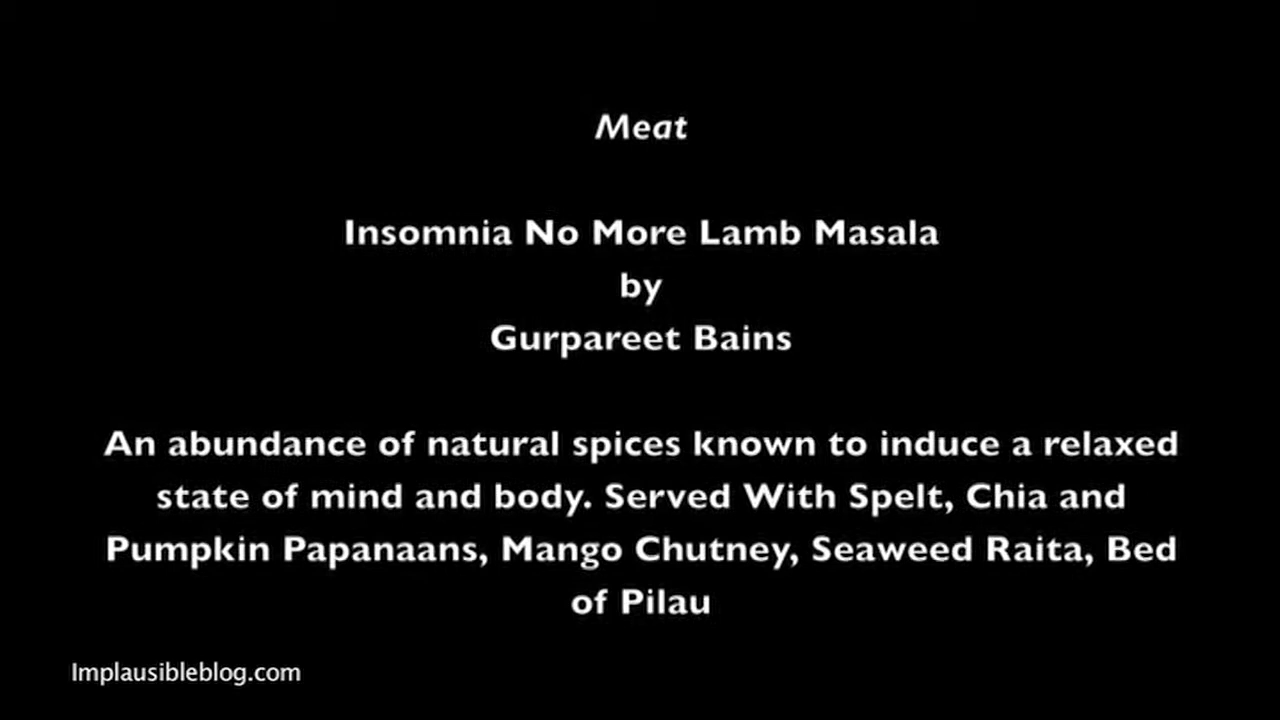 Meat
Insomnia No More Lamb Masala
by
Gurpareet Bains
An abundance of natural spices known to induce a relaxed
state of mind and body. Served With Spelt, Chia and
Pumpkin Papanaans, Mango Chutney, Seaweed Raita, Bed
of Pilau
Implausibleblog.com